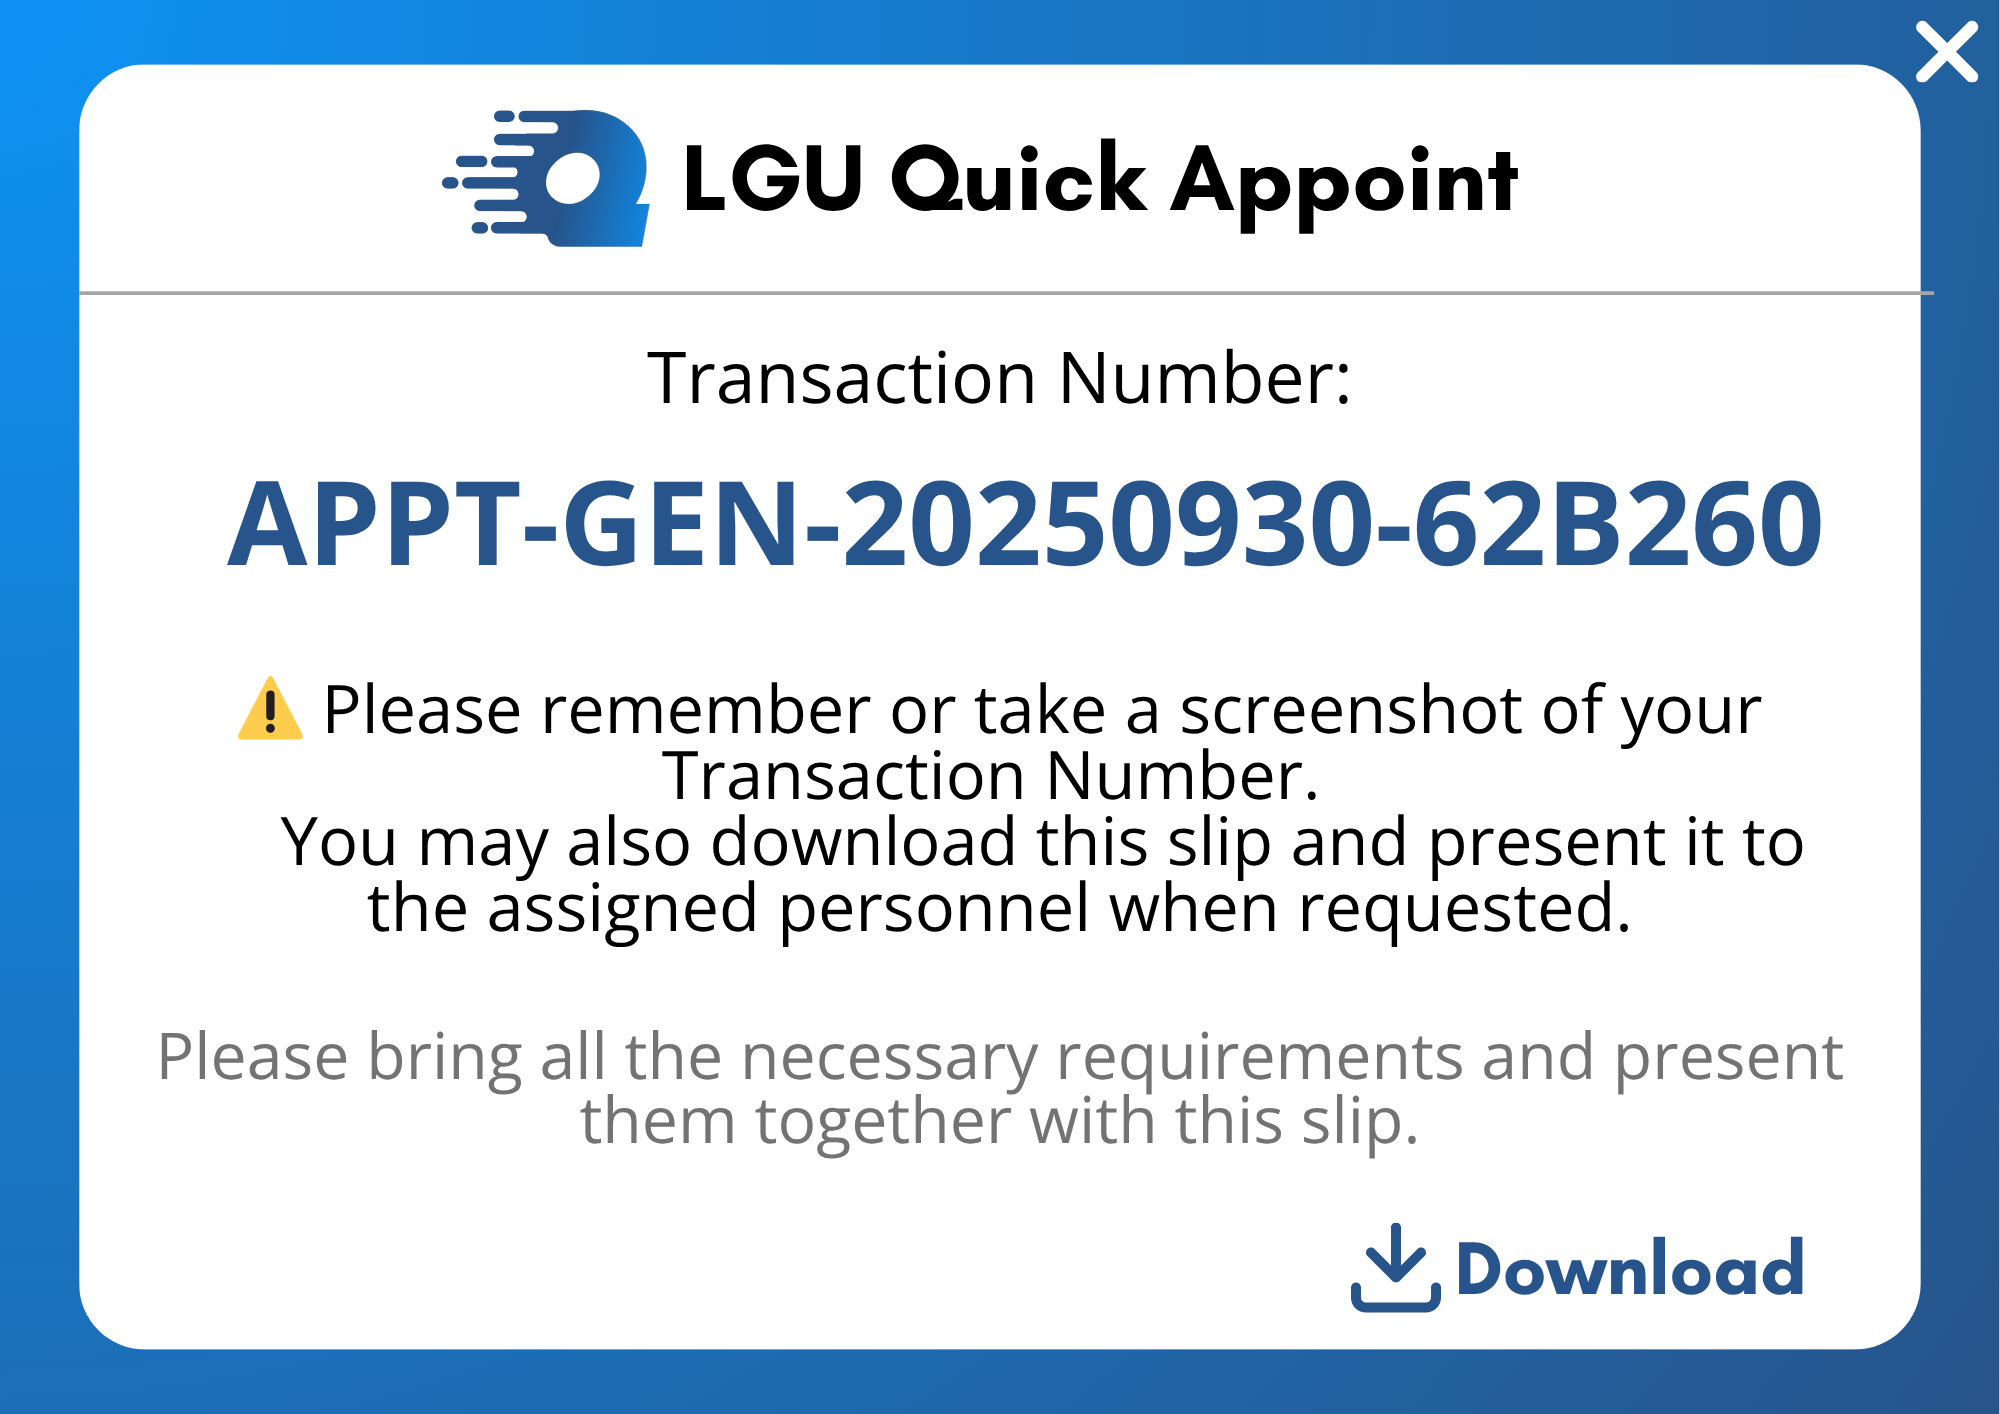 LGU Quick Appoint
Transaction Number:
APPT-GEN-20250930-62B260
⚠️ Please remember or take a screenshot of your
Transaction Number.
You may also download this slip and present it to
the assigned personnel when requested.
Please bring all the necessary requirements and present
them together with this slip.
Download